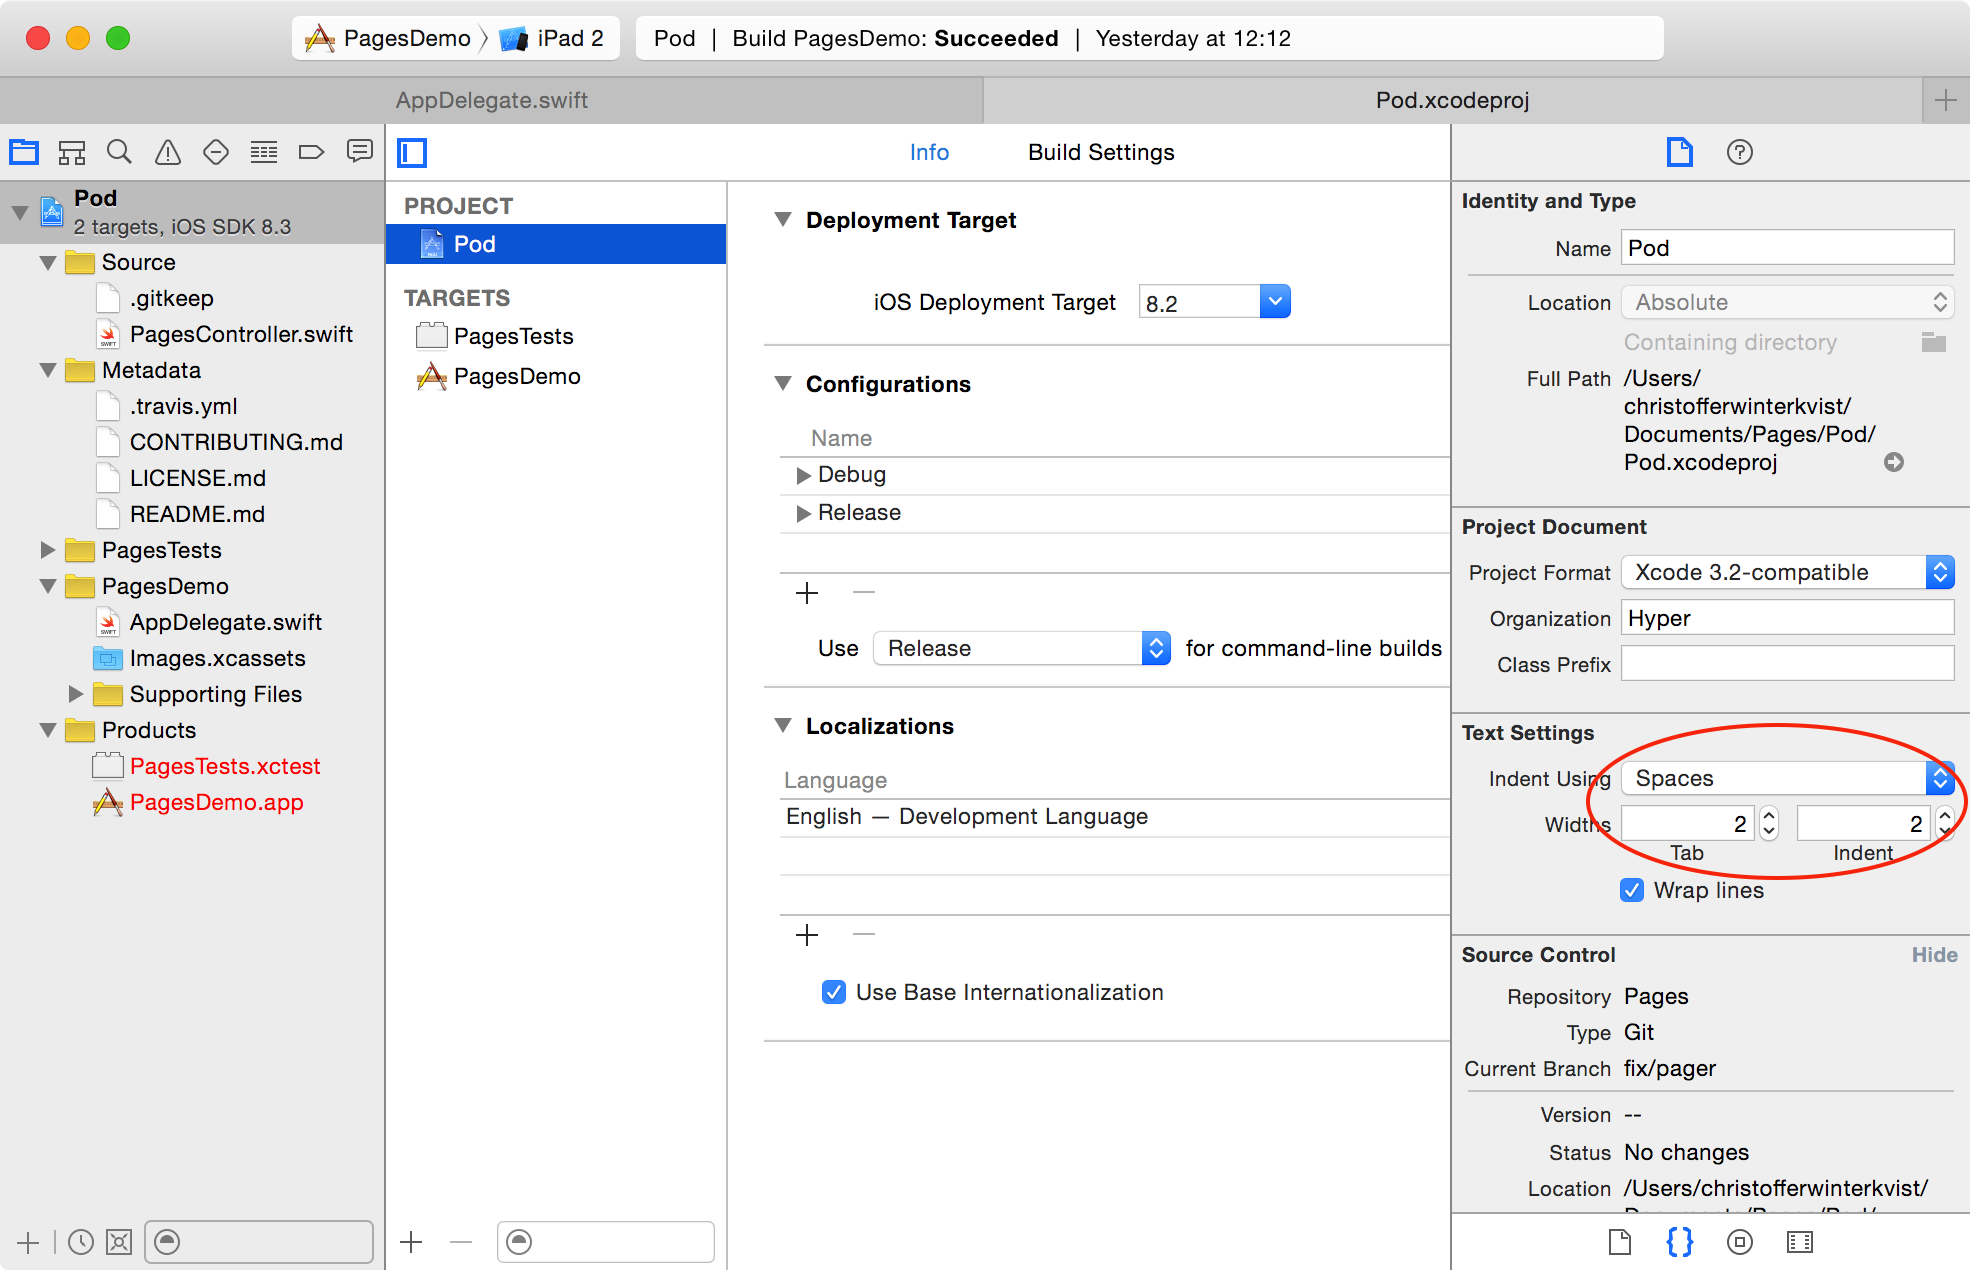 PagesDemo
iPad 2
Pod | Build PagesDemo: Succeeded | Yesterday at 12:12
AppDelegate.swift
Pod.xcodeproj
Pod
2 targets, iOS SDK 8.3
Source
.gitkeep
PagesController.swift
Metadata
.travis.yml
CONTRIBUTING.md
LICENSE.md
README.md
PagesTests
PagesDemo
AppDelegate.swift
Images.xcassets
Supporting Files
Products
PagesTests.xctest
PagesDemo.app
PROJECT
Pod
TARGETS
PagesTests
PagesDemo
Info
Build Settings
Deployment Target
iOS Deployment Target 8.2
Configurations
Name
Debug
Release
Use Release for command-line builds
Localizations
Language
English — Development Language
Use Base Internationalization
Identity and Type
Name Pod
Location Absolute
Containing directory
Full Path /Users/
christofferwinterkvist/
Documents/Pages/Pod/
Pod.xcodeproj
Project Document
Project Format Xcode 3.2-compatible
Organization Hyper
Class Prefix
Text Settings
Indent Using Spaces
Widths 2 2
Tab Indent
Wrap lines
Source Control Hide
Repository Pages
Type Git
Current Branch fix/pager
Version --
Status No changes
Location /Users/christofferwinterkvist/